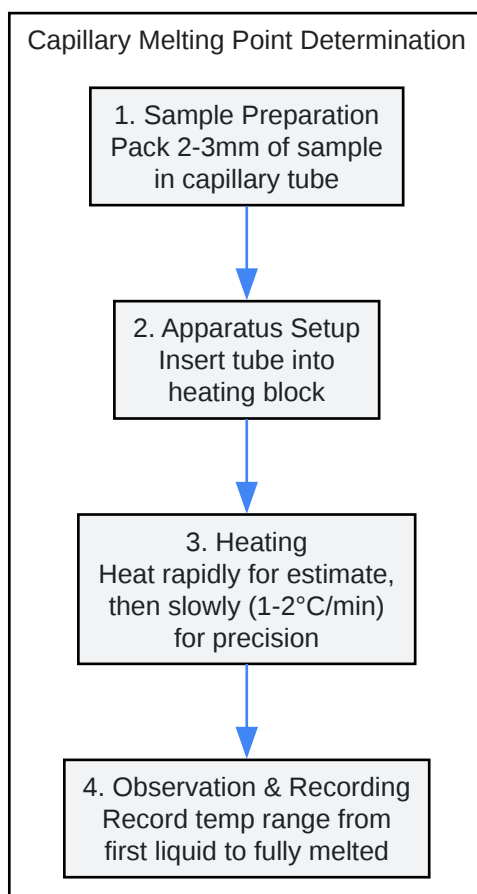 Capillary Melting Point Determination
1. Sample Preparation
Pack 2-3mm of sample
in capillary tube
2. Apparatus Setup
Insert tube into
heating block
3. Heating
Heat rapidly for estimate,
then slowly (1-2°C/min)
for precision
4. Observation & Recording
Record temp range from
first liquid to fully melted